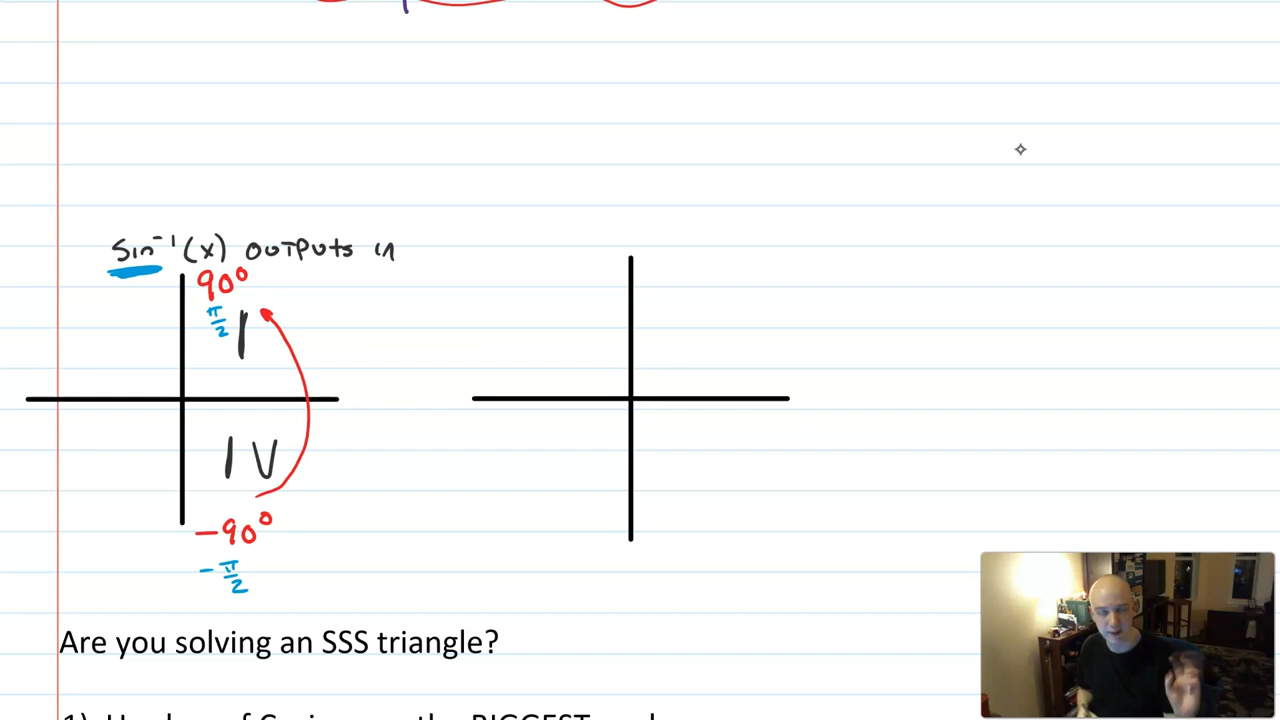 Sin⁻¹(x) outputs in
90°
π/2
I
IV
-90°
-π/2
Are you solving an SSS triangle?